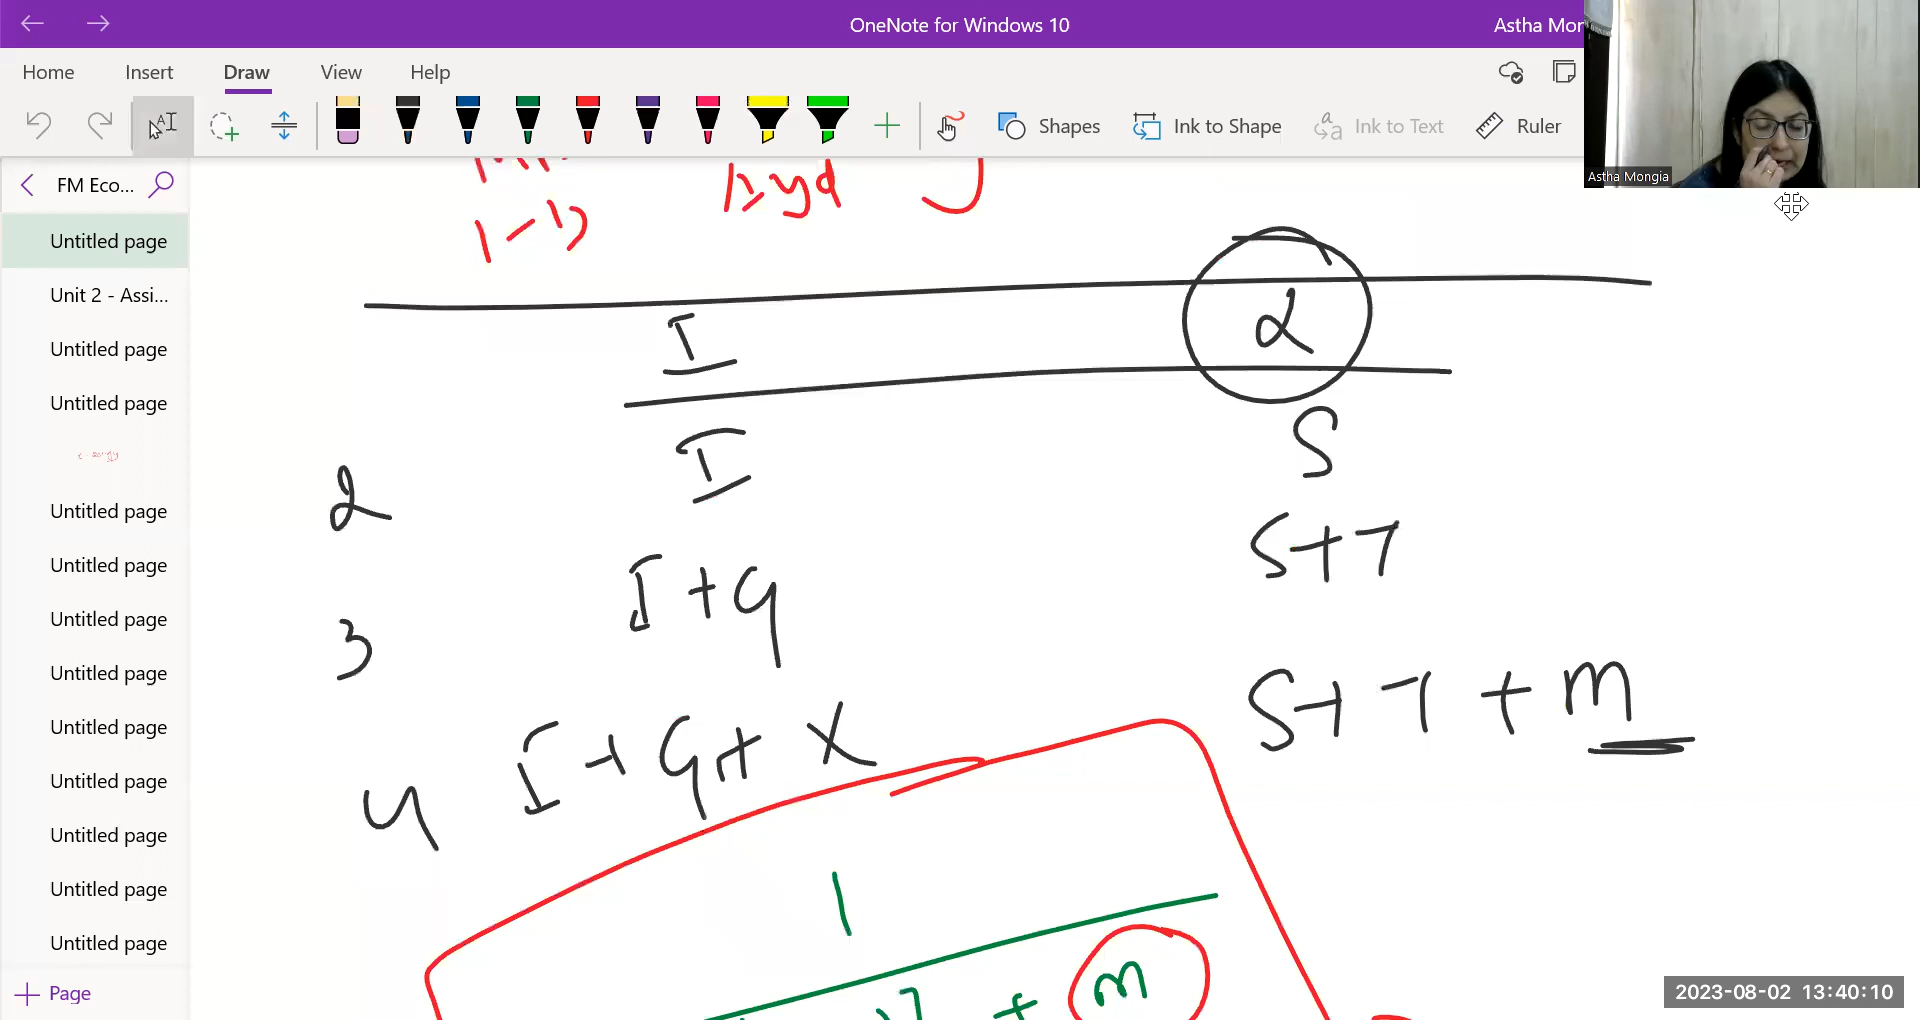 OneNote for Windows 10
Astha Mon
Home Insert Draw View Help
Shapes Ink to Shape Ink to Text Ruler
FM Eco...
Astha Mongia
Untitled page
Unit 2 - Assi...
Untitled page
Untitled page
Untitled page
Untitled page
Untitled page
Untitled page
Untitled page
Untitled page
Untitled page
Untitled page
Untitled page
Page
1-b
I L
2 I S
3 I+G S+T
4 I+G+X S+T+m
1
+ m
2023-08-02 13:40:10